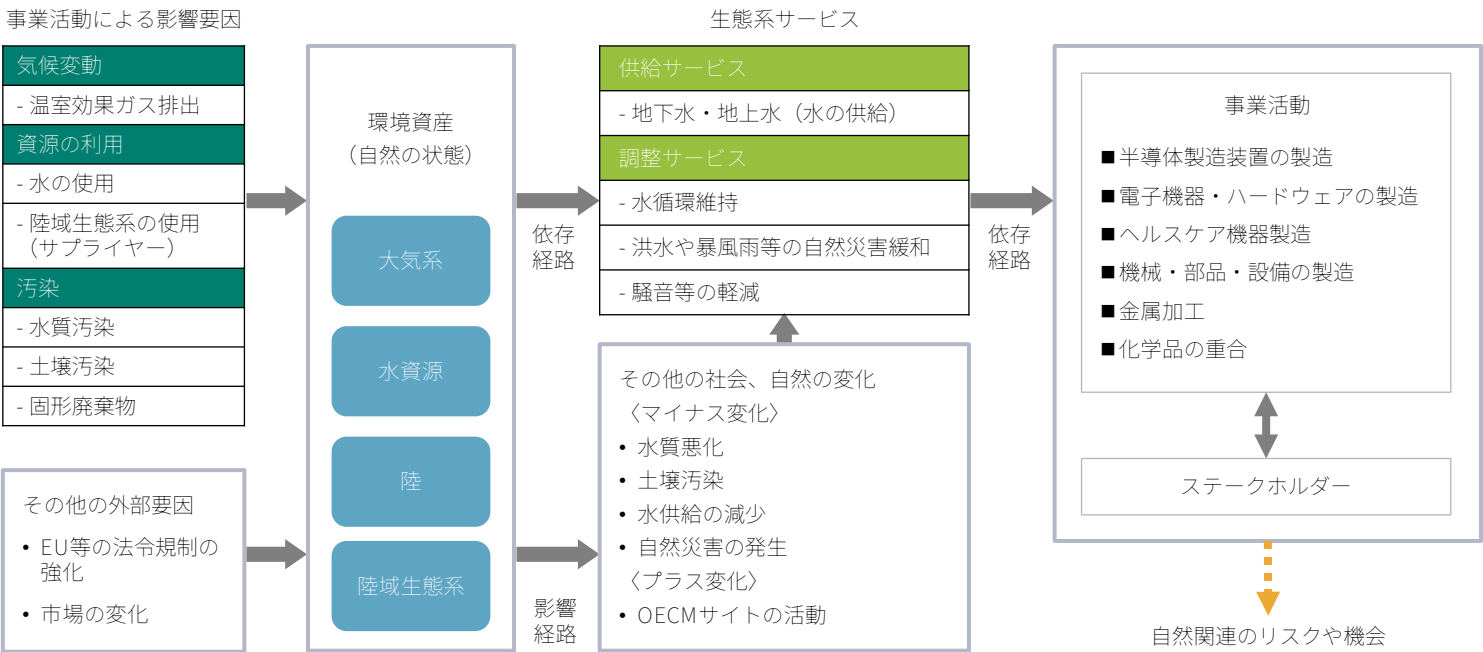 事業活動による影響要因
気候変動
- 温室効果ガス排出
資源の利用
- 水の使用
- 陸域生態系の使用
（サプライヤー）
汚染
- 水質汚染
- 土壌汚染
- 固形廃棄物
その他の外部要因
• EU等の法令規制の
強化
• 市場の変化
環境資産
（自然の状態）
大気系
水資源
陸
陸域生態系
依存
経路
影響
経路
生態系サービス
供給サービス
- 地下水・地上水（水の供給）
調整サービス
- 水循環維持
- 洪水や暴風雨等の自然災害緩和
- 騒音等の軽減
その他の社会、自然の変化
〈マイナス変化〉
• 水質悪化
• 土壌汚染
• 水供給の減少
• 自然災害の発生
〈プラス変化〉
• OECMサイトの活動
依存
経路
事業活動
■半導体製造装置の製造
■電子機器・ハードウェアの製造
■ヘルスケア機器製造
■機械・部品・設備の製造
■金属加工
■化学品の重合
ステークホルダー
自然関連のリスクや機会